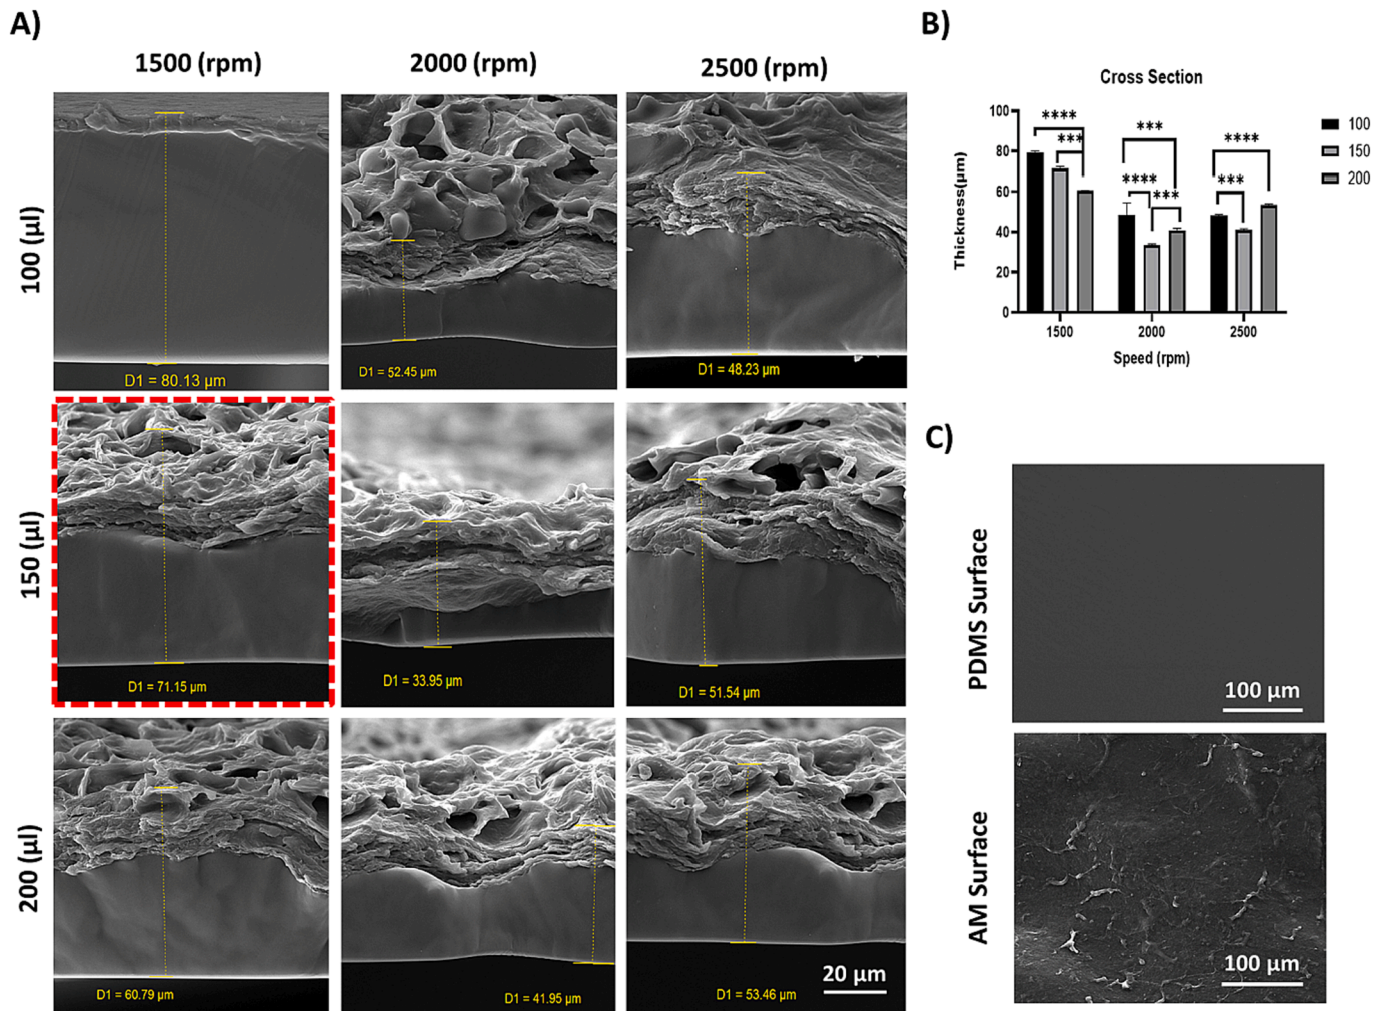 A)
1500 (rpm)
2000 (rpm)
2500 (rpm)
100 (µl)
D1 = 80.13 µm
D1 = 52.45 µm
D1 = 48.23 µm
150 (µl)
D1 = 71.15 µm
D1 = 33.95 µm
D1 = 51.54 µm
200 (µl)
D1 = 60.79 µm
D1 = 41.95 µm
D1 = 53.46 µm
20 µm
B)
Cross Section
Thickness(µm)
100
80
60
40
20
0
****
***
***
****
***
****
***
1500
2000
2500
Speed (rpm)
100
150
200
C)
PDMS Surface
100 µm
AM Surface
100 µm